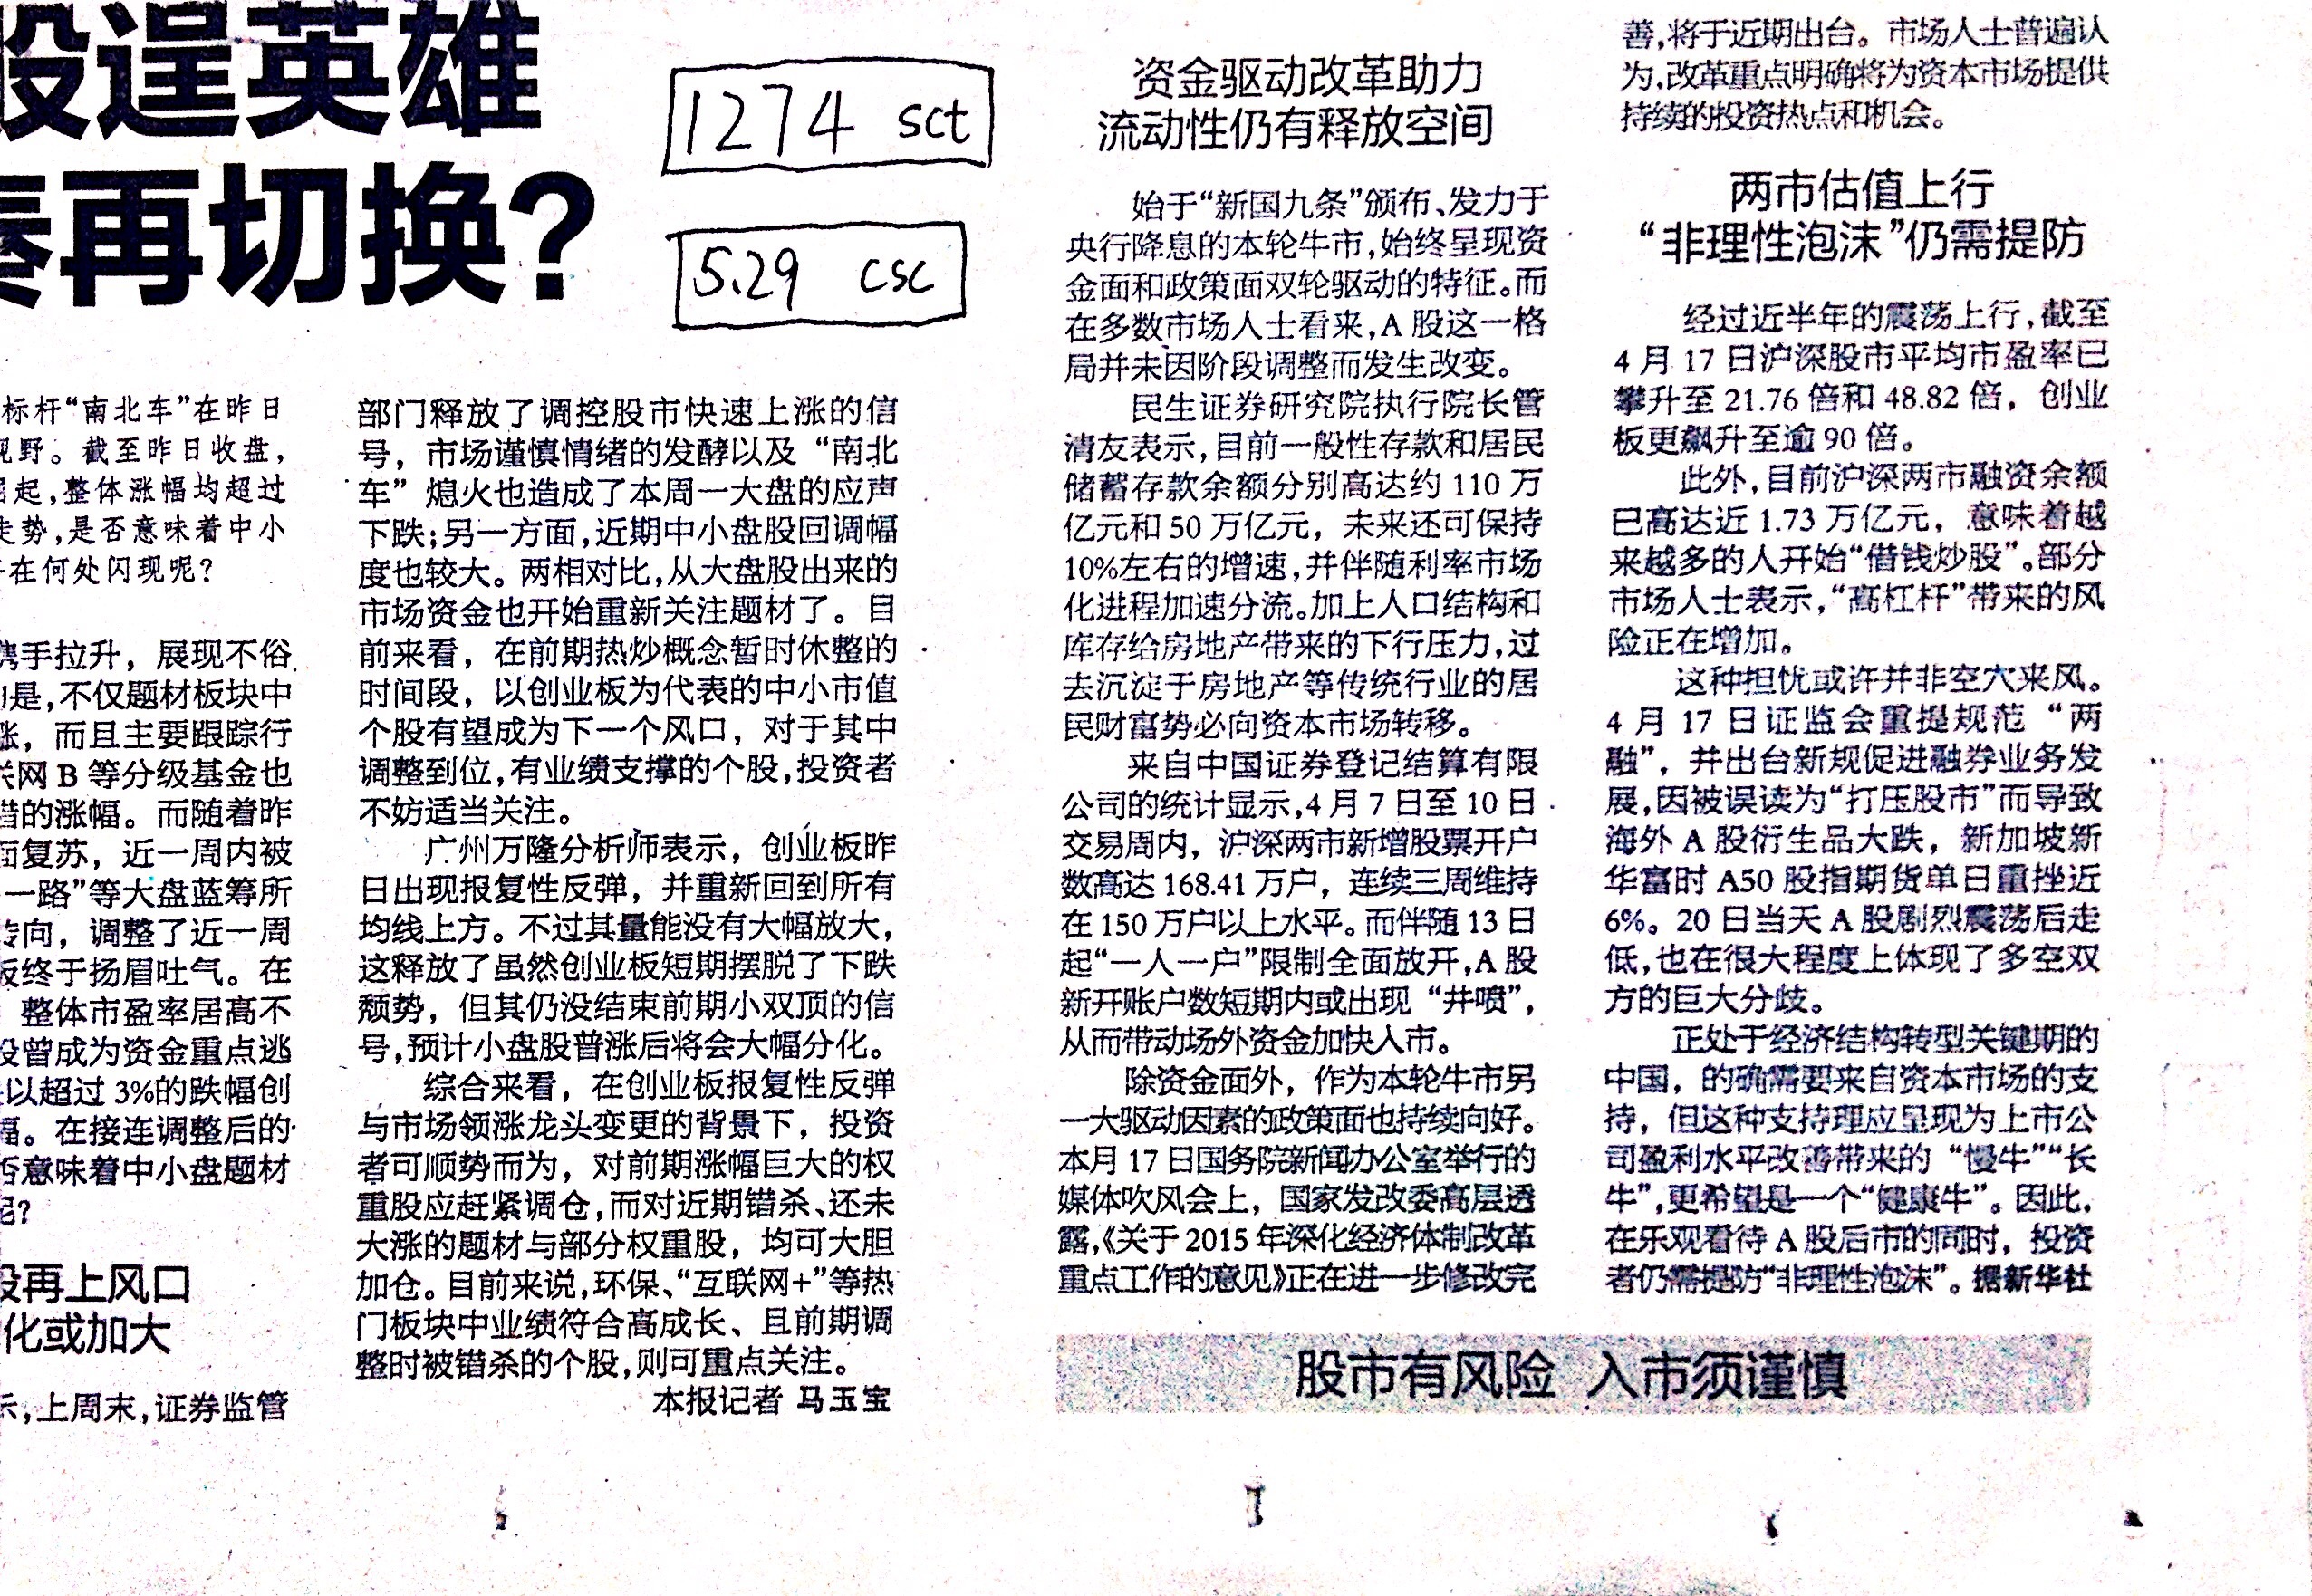 股逞英雄
奏再切换?
1274 sct
5.29 csc
标杆“南北车”在昨日
视野。截至昨日收盘,
起,整体涨幅均超过
走势,是否意味着中小
在何处闪现呢?
携手拉升，展现不俗
的是,不仅题材板块中
涨，而且主要跟踪行
关网 B 等分级基金也
错的涨幅。而随着昨
面复苏，近一周内被
一路”等大盘蓝筹所
转向，调整了近一周
板终于扬眉吐气。在
整体市盈率居高不
股曾成为资金重点逃
以超过 3%的跌幅创
幅。在接连调整后的
否意味着中小盘题材
呢?
股再上风口
化或加大
示,上周末,证券监管
部门释放了调控股市快速上涨的信
号，市场谨慎情绪的发酵以及“南北
车”熄火也造成了本周一大盘的应声
下跌;另一方面,近期中小盘股回调幅
度也较大。两相对比,从大盘股出来的
市场资金也开始重新关注题材了。目
前来看，在前期热炒概念暂时休整的
时间段，以创业板为代表的中小市值
个股有望成为下一个风口，对于其中
调整到位,有业绩支撑的个股,投资者
不妨适当关注。
广州万隆分析师表示，创业板昨
日出现报复性反弹，并重新回到所有
均线上方。不过其量能没有大幅放大,
这释放了虽然创业板短期摆脱了下跌
颓势，但其仍没结束前期小双顶的信
号,预计小盘股普涨后将会大幅分化。
综合来看，在创业板报复性反弹
与市场领涨龙头变更的背景下，投资
者可顺势而为，对前期涨幅巨大的权
重股应赶紧调仓,而对近期错杀、还未
大涨的题材与部分权重股，均可大胆
加仓。目前来说,环保、“互联网+”等热
门板块中业绩符合高成长、且前期调
整时被错杀的个股,则可重点关注。
本报记者 马玉宝
资金驱动改革助力
流动性仍有释放空间
始于“新国九条”颁布、发力于
央行降息的本轮牛市,始终呈现资
金面和政策面双轮驱动的特征。而
在多数市场人士看来,A 股这一格
局并未因阶段调整而发生改变。
民生证券研究院执行院长管
清友表示,目前一般性存款和居民
储蓄存款余额分别高达约 110 万
亿元和 50 万亿元，未来还可保持
10%左右的增速,并伴随利率市场
化进程加速分流。加上人口结构和
库存给房地产带来的下行压力,过
去沉淀于房地产等传统行业的居
民财富势必向资本市场转移。
来自中国证券登记结算有限
公司的统计显示,4 月 7 日至 10 日
交易周内，沪深两市新增股票开户
数高达 168.41 万户，连续三周维持
在 150 万户以上水平。而伴随 13 日
起“一人一户”限制全面放开,A 股
新开账户数短期内或出现“井喷”,
从而带动场外资金加快入市。
除资金面外，作为本轮牛市另
一大驱动因素的政策面也持续向好。
本月 17 日国务院新闻办公室举行的
媒体吹风会上，国家发改委高层透
露,《关于 2015 年深化经济体制改革
重点工作的意见》正在进一步修改完
善,将于近期出台。市场人士普遍认
为,改革重点明确将为资本市场提供
持续的投资热点和机会。
两市估值上行
“非理性泡沫”仍需提防
经过近半年的震荡上行,截至
4 月 17 日沪深股市平均市盈率已
攀升至 21.76 倍和 48.82 倍，创业
板更飙升至逾 90 倍。
此外,目前沪深两市融资余额
已高达近 1.73 万亿元，意味着越
来越多的人开始“借钱炒股”。部分
市场人士表示,“高杠杆”带来的风
险正在增加。
这种担忧或许并非空穴来风。
4 月 17 日证监会重提规范“两
融”，并出台新规促进融券业务发
展,因被误读为“打压股市”而导致
海外 A 股衍生品大跌，新加坡新
华富时 A50 股指期货单日重挫近
6%。20 日当天 A 股剧烈震荡后走
低,也在很大程度上体现了多空双
方的巨大分歧。
正处于经济结构转型关键期的
中国，的确需要来自资本市场的支
持，但这种支持理应呈现为上市公
司盈利水平改善带来的“慢牛”“长
牛”,更希望是一个“健康牛”。因此,
在乐观看待 A 股后市的同时，投资
者仍需提防“非理性泡沫”。据新华社
股市有风险 入市须谨慎